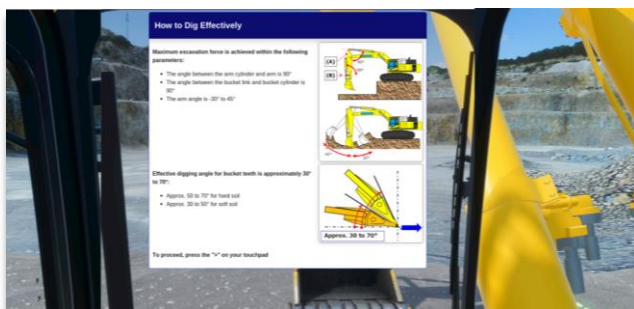 How to Dig Effectively
Maximum excavation force is achieved within the following
parameters:
The angle between the arm cylinder and arm is 90°
The angle between the bucket link and bucket cylinder is
90°
The arm angle is -30° to 45°
(A)
(B)
Effective digging angle for bucket teeth is approximately 30°
to 70°:
Approx. 50 to 70° for hard soil
Approx. 30 to 50° for soft soil
Approx. 30 to 70°
To proceed, press the ">" on your touchpad